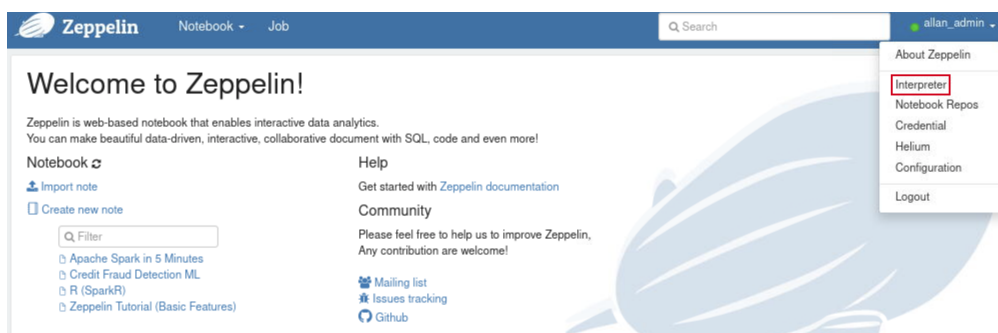 Zeppelin Notebook Job Search allan_admin
About Zeppelin
Interpreter
Notebook Repos
Credential
Helium
Configuration
Logout
Welcome to Zeppelin!
Zeppelin is web-based notebook that enables interactive data analytics.
You can make beautiful data-driven, interactive, collaborative document with SQL, code and even more!
Notebook
Import note
Create new note
Filter
Apache Spark in 5 Minutes
Credit Fraud Detection ML
R (SparkR)
Zeppelin Tutorial (Basic Features)
Help
Get started with Zeppelin documentation
Community
Please feel free to help us to improve Zeppelin,
Any contribution are welcome!
Mailing list
Issues tracking
Github